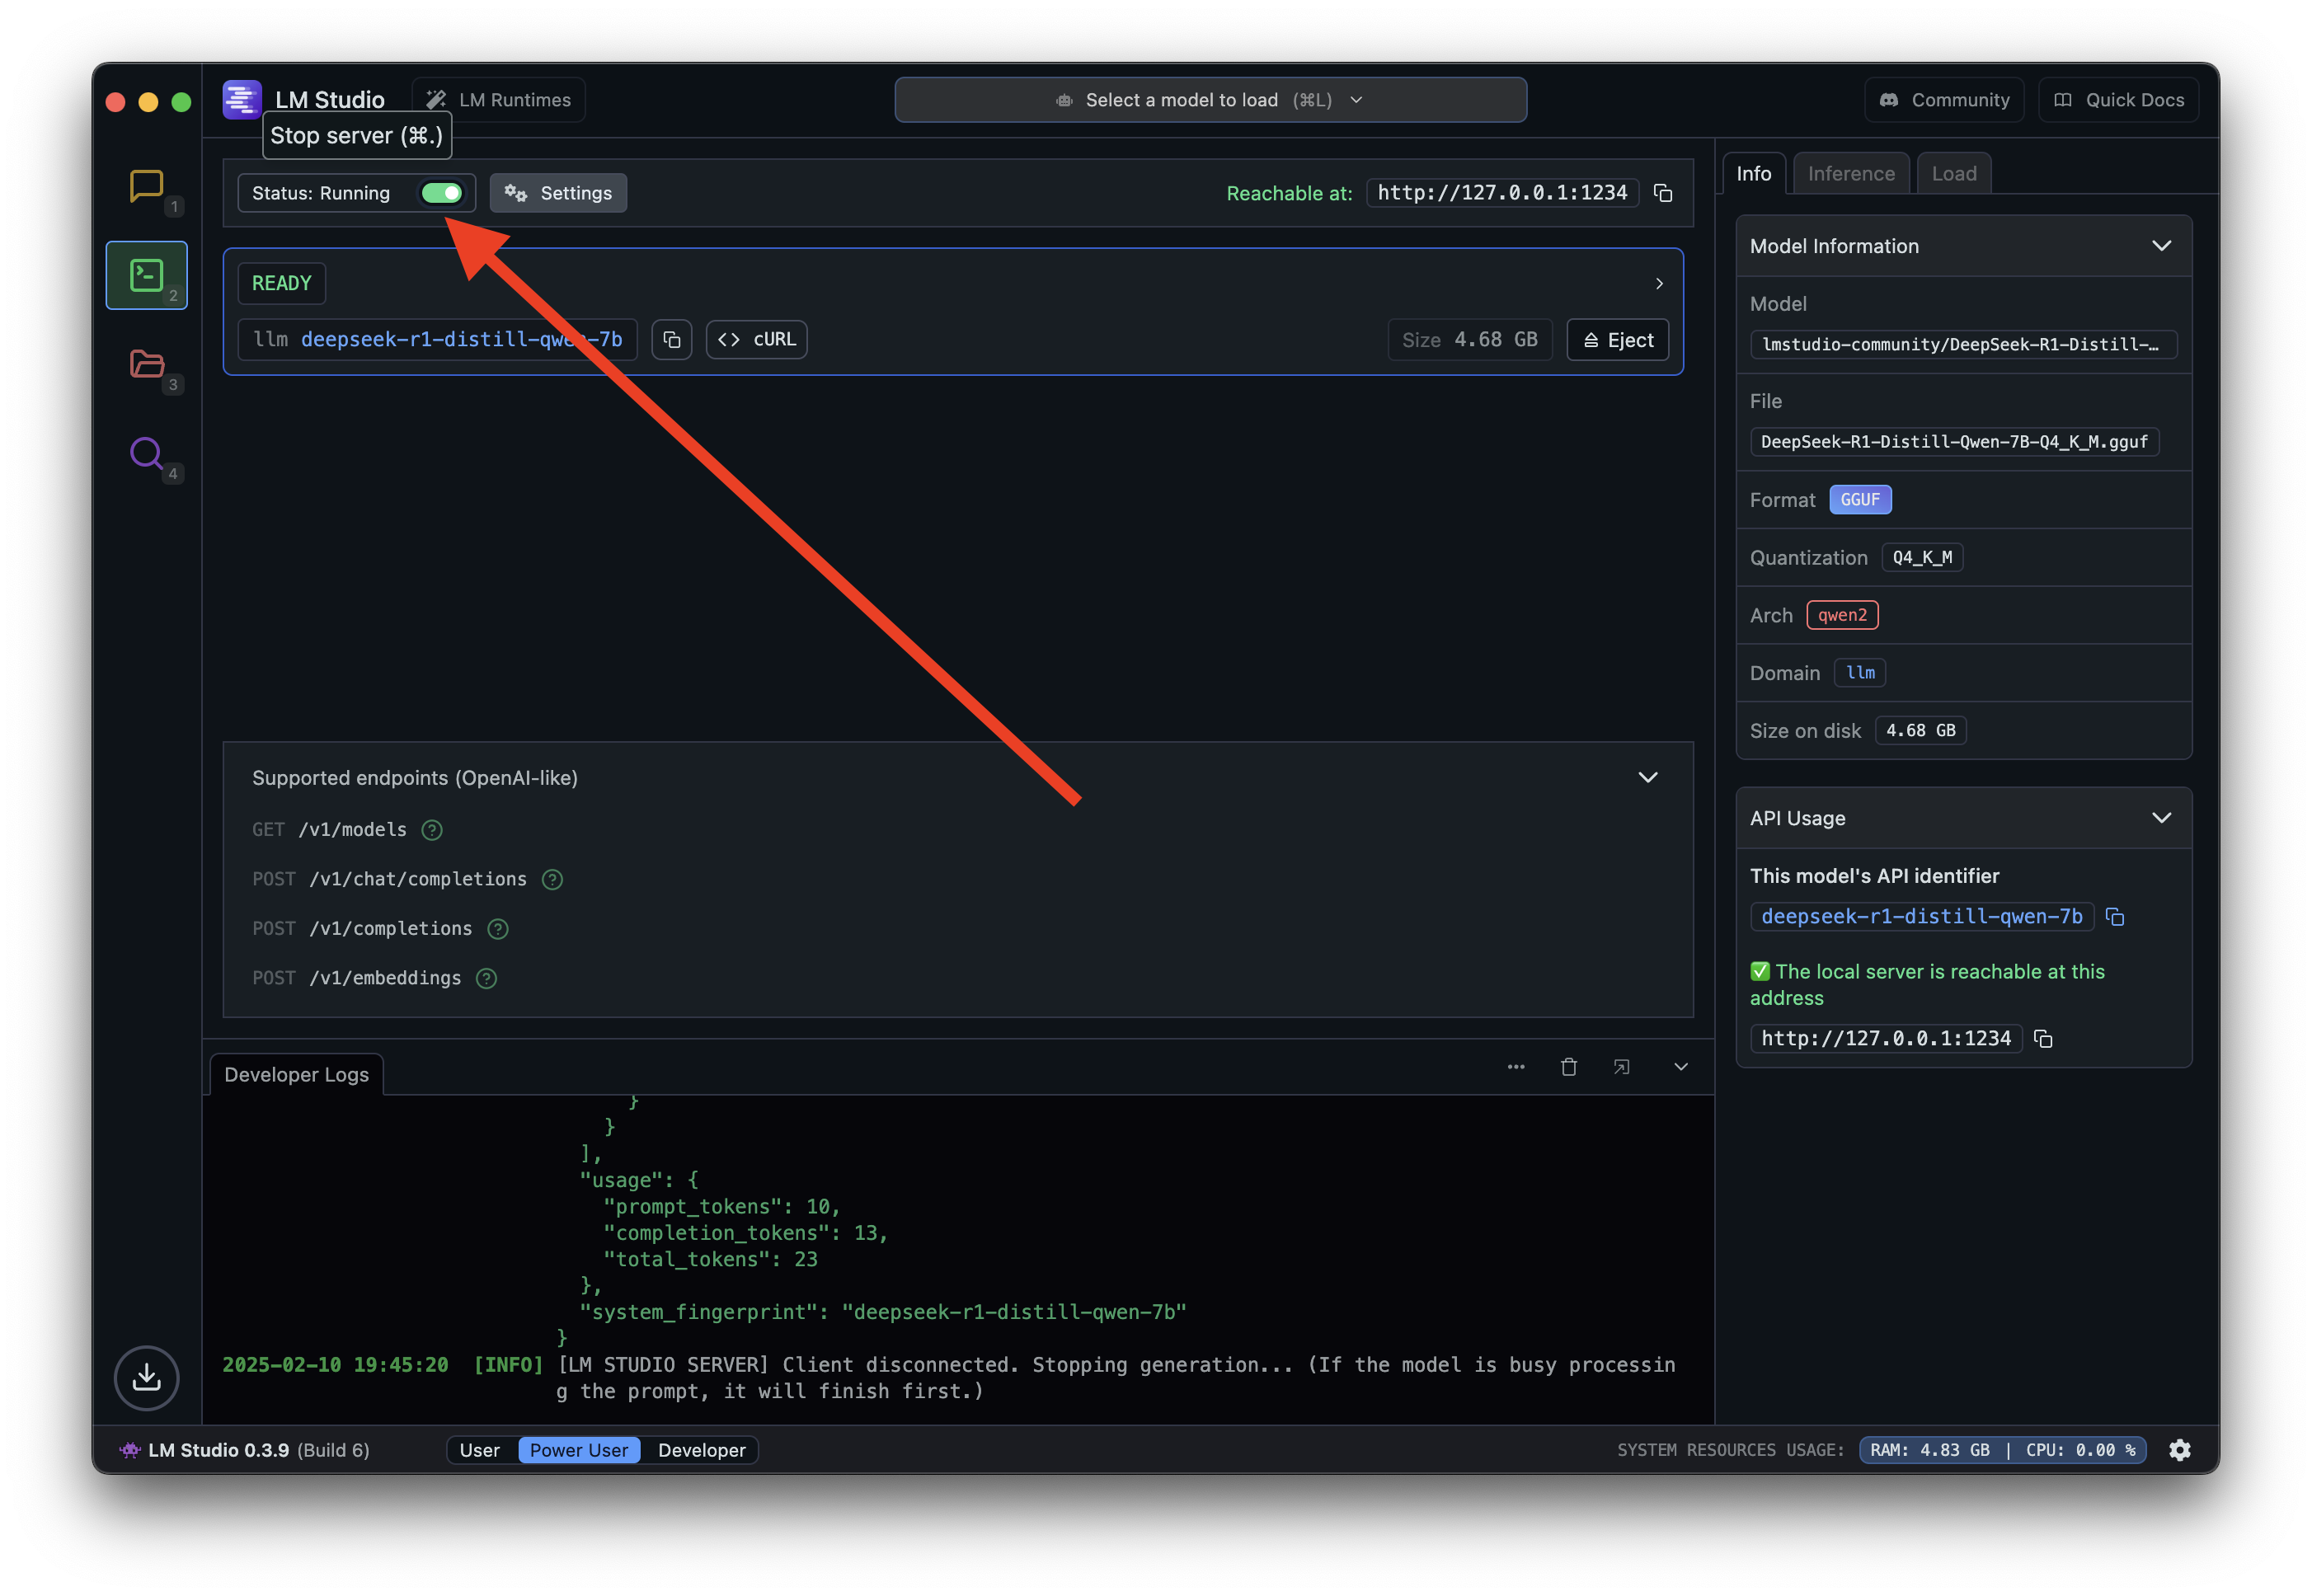 LM Studio
LM Runtimes
Select a model to load (⌘L)
Community
Quick Docs
Stop server (⌘.)
1
2
3
4
Status: Running
Settings
Reachable at: http://127.0.0.1:1234
READY
llm deepseek-r1-distill-qwen-7b
cURL
Size 4.68 GB
Eject
Supported endpoints (OpenAI-like)
GET /v1/models
POST /v1/chat/completions
POST /v1/completions
POST /v1/embeddings
Developer Logs
}
}
],
"usage": {
"prompt_tokens": 10,
"completion_tokens": 13,
"total_tokens": 23
},
"system_fingerprint": "deepseek-r1-distill-qwen-7b"
}
2025-02-10 19:45:20 [INFO] [LM STUDIO SERVER] Client disconnected. Stopping generation... (If the model is busy processin
g the prompt, it will finish first.)
Info
Inference
Load
Model Information
Model
lmstudio-community/DeepSeek-R1-Distill-…
File
DeepSeek-R1-Distill-Qwen-7B-Q4_K_M.gguf
Format GGUF
Quantization Q4_K_M
Arch qwen2
Domain llm
Size on disk 4.68 GB
API Usage
This model's API identifier
deepseek-r1-distill-qwen-7b
✅ The local server is reachable at this
address
http://127.0.0.1:1234
LM Studio 0.3.9 (Build 6)
User
Power User
Developer
SYSTEM RESOURCES USAGE: RAM: 4.83 GB | CPU: 0.00 %